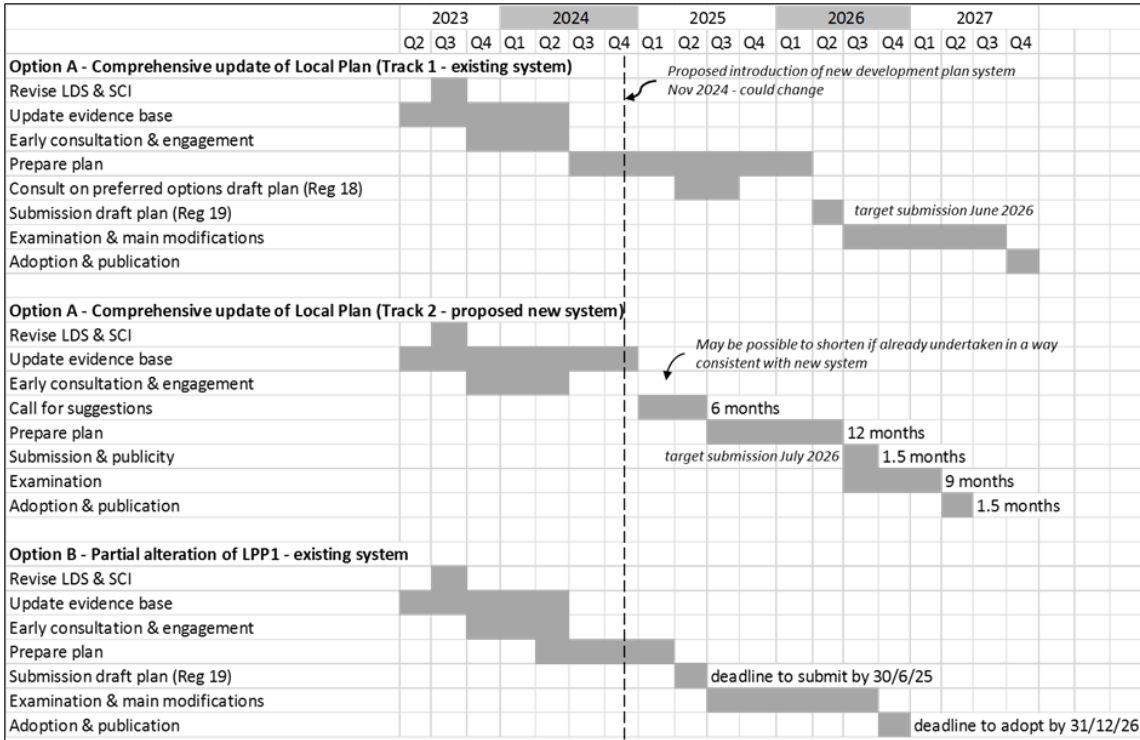 2023 2024 2025 2026 2027
Q2 Q3 Q4 Q1 Q2 Q3 Q4 Q1 Q2 Q3 Q4 Q1 Q2 Q3 Q4 Q1 Q2 Q3 Q4
Option A - Comprehensive update of Local Plan (Track 1 - existing system)
Proposed introduction of new development plan system
Nov 2024 - could change
Revise LDS & SCI
Update evidence base
Early consultation & engagement
Prepare plan
Consult on preferred options draft plan (Reg 18)
Submission draft plan (Reg 19) target submission June 2026
Examination & main modifications
Adoption & publication
Option A - Comprehensive update of Local Plan (Track 2 - proposed new system)
Revise LDS & SCI
May be possible to shorten if already undertaken in a way
consistent with new system
Update evidence base
Early consultation & engagement
Call for suggestions 6 months
Prepare plan 12 months
Submission & publicity target submission July 2026 1.5 months
Examination 9 months
Adoption & publication 1.5 months
Option B - Partial alteration of LPP1 - existing system
Revise LDS & SCI
Update evidence base
Early consultation & engagement
Prepare plan
Submission draft plan (Reg 19) deadline to submit by 30/6/25
Examination & main modifications
Adoption & publication deadline to adopt by 31/12/26